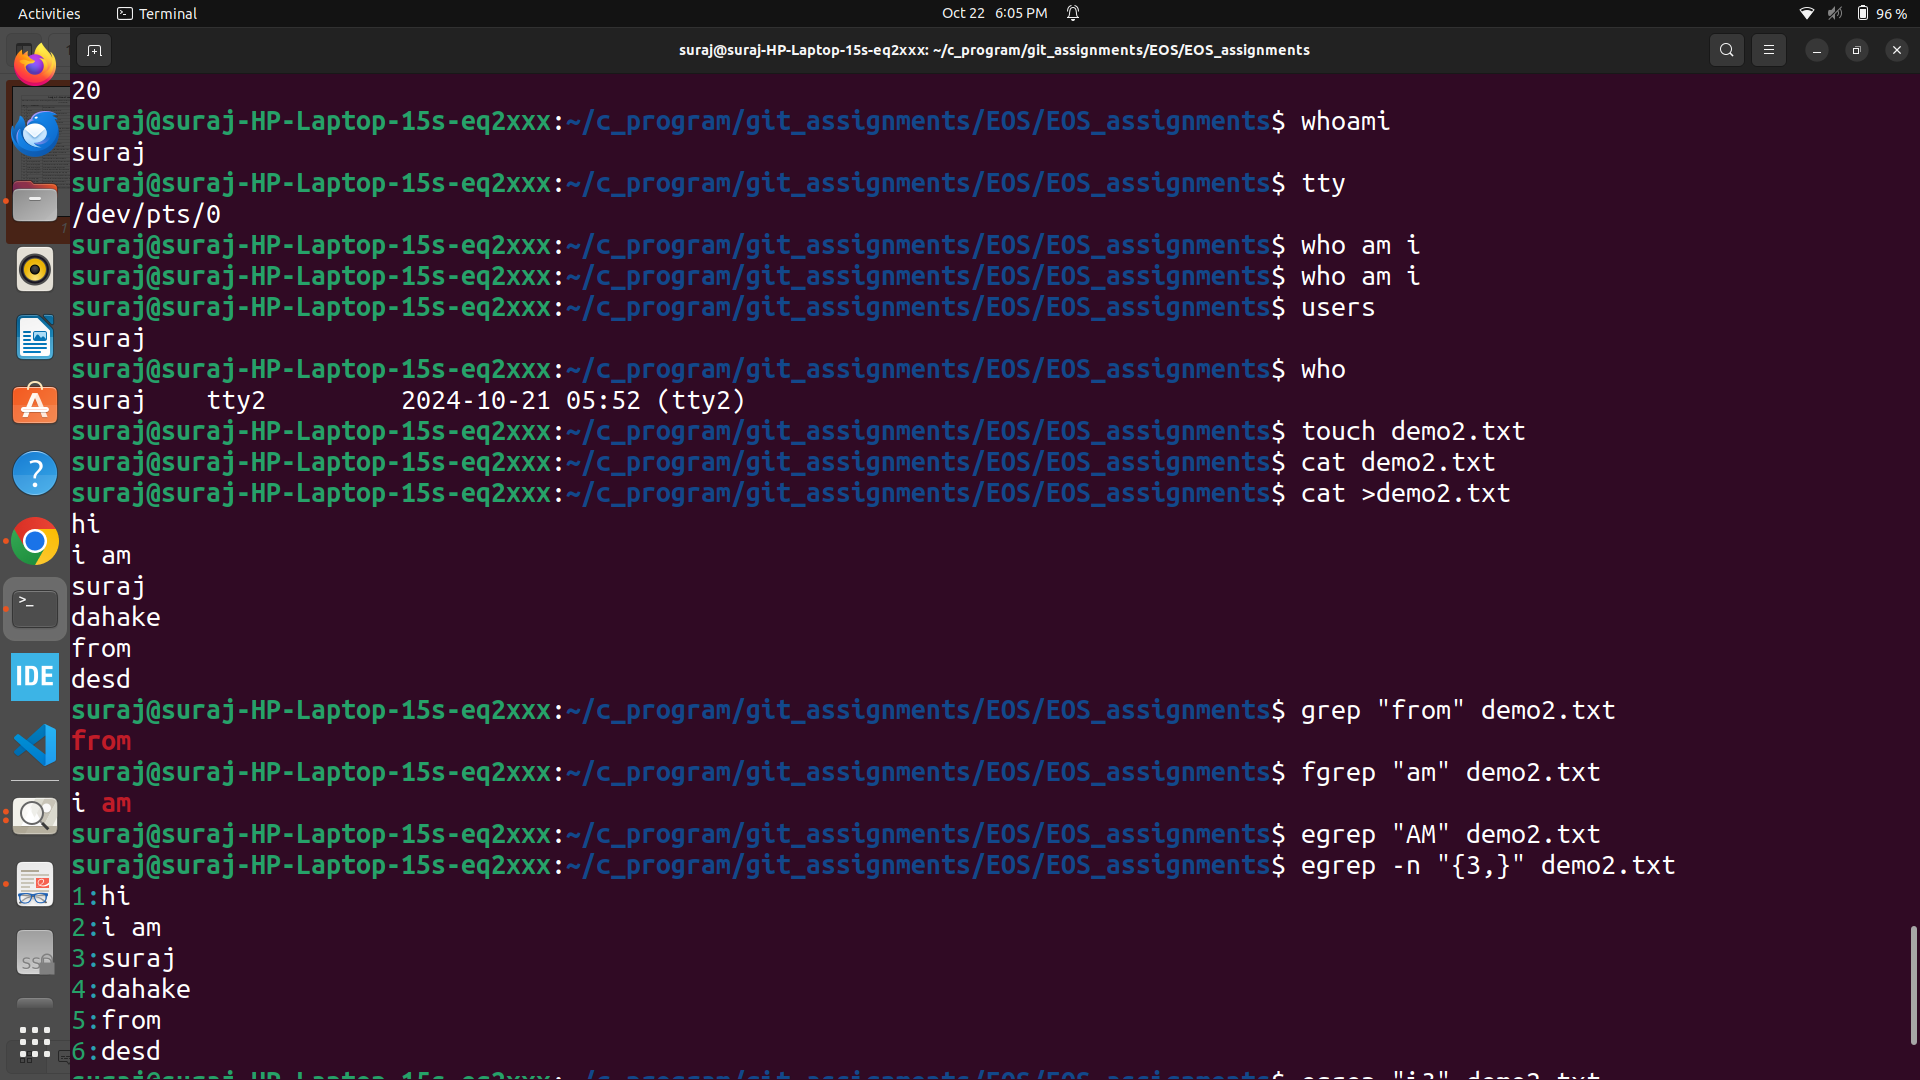 Activities Terminal Oct 22 6:05 PM 96 %
suraj@suraj-HP-Laptop-15s-eq2xxx: ~/c_program/git_assignments/EOS/EOS_assignments
20
suraj@suraj-HP-Laptop-15s-eq2xxx:~/c_program/git_assignments/EOS/EOS_assignments$ whoami
suraj
suraj@suraj-HP-Laptop-15s-eq2xxx:~/c_program/git_assignments/EOS/EOS_assignments$ tty
/dev/pts/0
suraj@suraj-HP-Laptop-15s-eq2xxx:~/c_program/git_assignments/EOS/EOS_assignments$ who am i
suraj@suraj-HP-Laptop-15s-eq2xxx:~/c_program/git_assignments/EOS/EOS_assignments$ who am i
suraj@suraj-HP-Laptop-15s-eq2xxx:~/c_program/git_assignments/EOS/EOS_assignments$ users
suraj
suraj@suraj-HP-Laptop-15s-eq2xxx:~/c_program/git_assignments/EOS/EOS_assignments$ who
suraj    tty2         2024-10-21 05:52 (tty2)
suraj@suraj-HP-Laptop-15s-eq2xxx:~/c_program/git_assignments/EOS/EOS_assignments$ touch demo2.txt
suraj@suraj-HP-Laptop-15s-eq2xxx:~/c_program/git_assignments/EOS/EOS_assignments$ cat demo2.txt
suraj@suraj-HP-Laptop-15s-eq2xxx:~/c_program/git_assignments/EOS/EOS_assignments$ cat >demo2.txt
hi
i am
suraj
dahake
from
desd
suraj@suraj-HP-Laptop-15s-eq2xxx:~/c_program/git_assignments/EOS/EOS_assignments$ grep "from" demo2.txt
from
suraj@suraj-HP-Laptop-15s-eq2xxx:~/c_program/git_assignments/EOS/EOS_assignments$ fgrep "am" demo2.txt
i am
suraj@suraj-HP-Laptop-15s-eq2xxx:~/c_program/git_assignments/EOS/EOS_assignments$ egrep "AM" demo2.txt
suraj@suraj-HP-Laptop-15s-eq2xxx:~/c_program/git_assignments/EOS/EOS_assignments$ egrep -n "{3,}" demo2.txt
1:hi
2:i am
3:suraj
4:dahake
5:from
6:desd
IDE